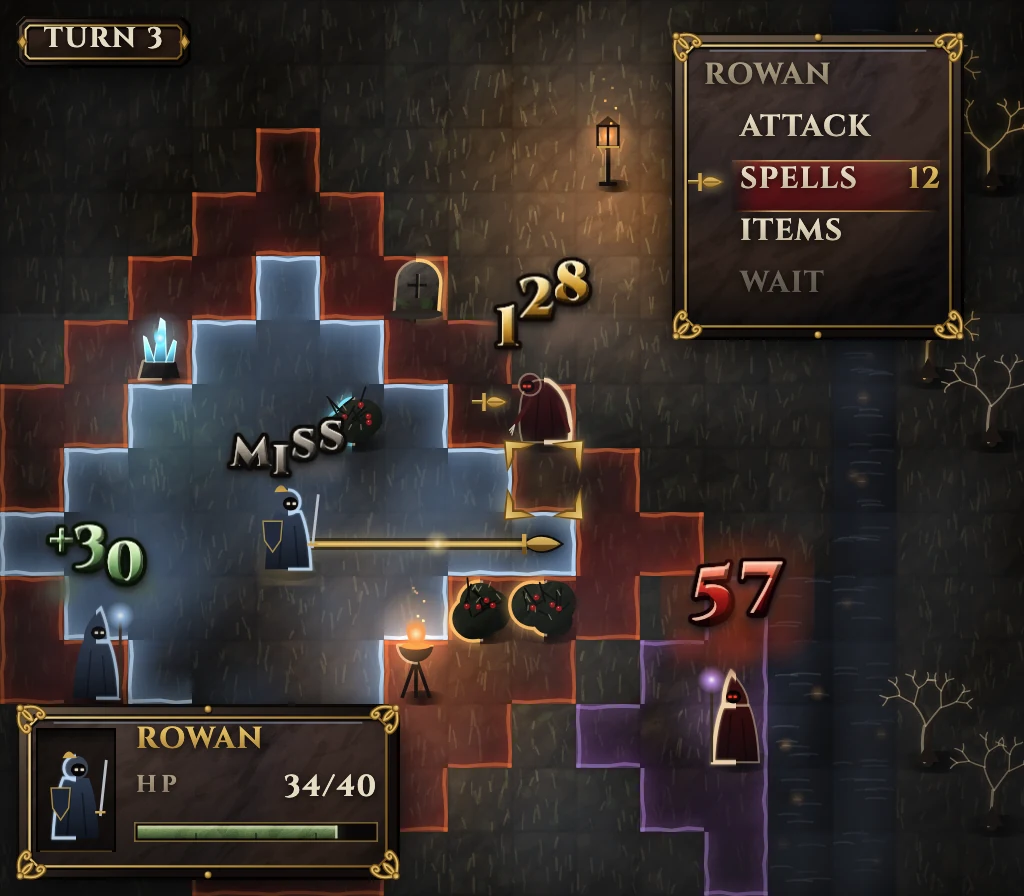 TURN 3
ROWAN
ATTACK
SPELLS 12
ITEMS
WAIT
128
MISS
+30
57
ROWAN
HP 34/40